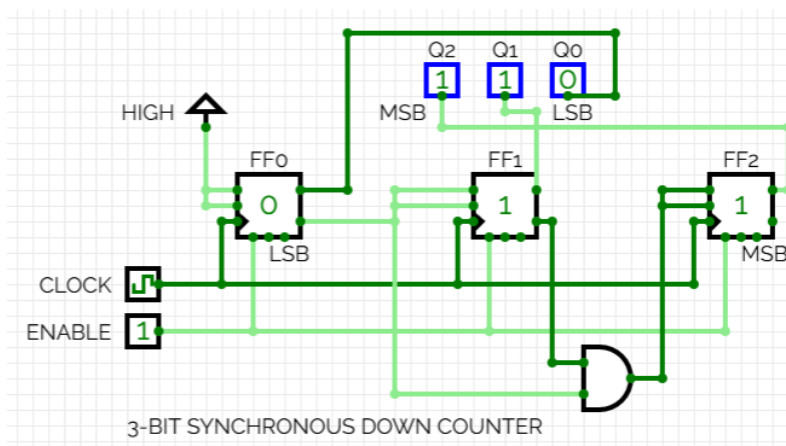 Q2 Q1 Q0
1 1 0
MSB LSB
HIGH
FF0 FF1 FF2
0 1 1
LSB MSB
CLOCK
ENABLE 1
3-BIT SYNCHRONOUS DOWN COUNTER